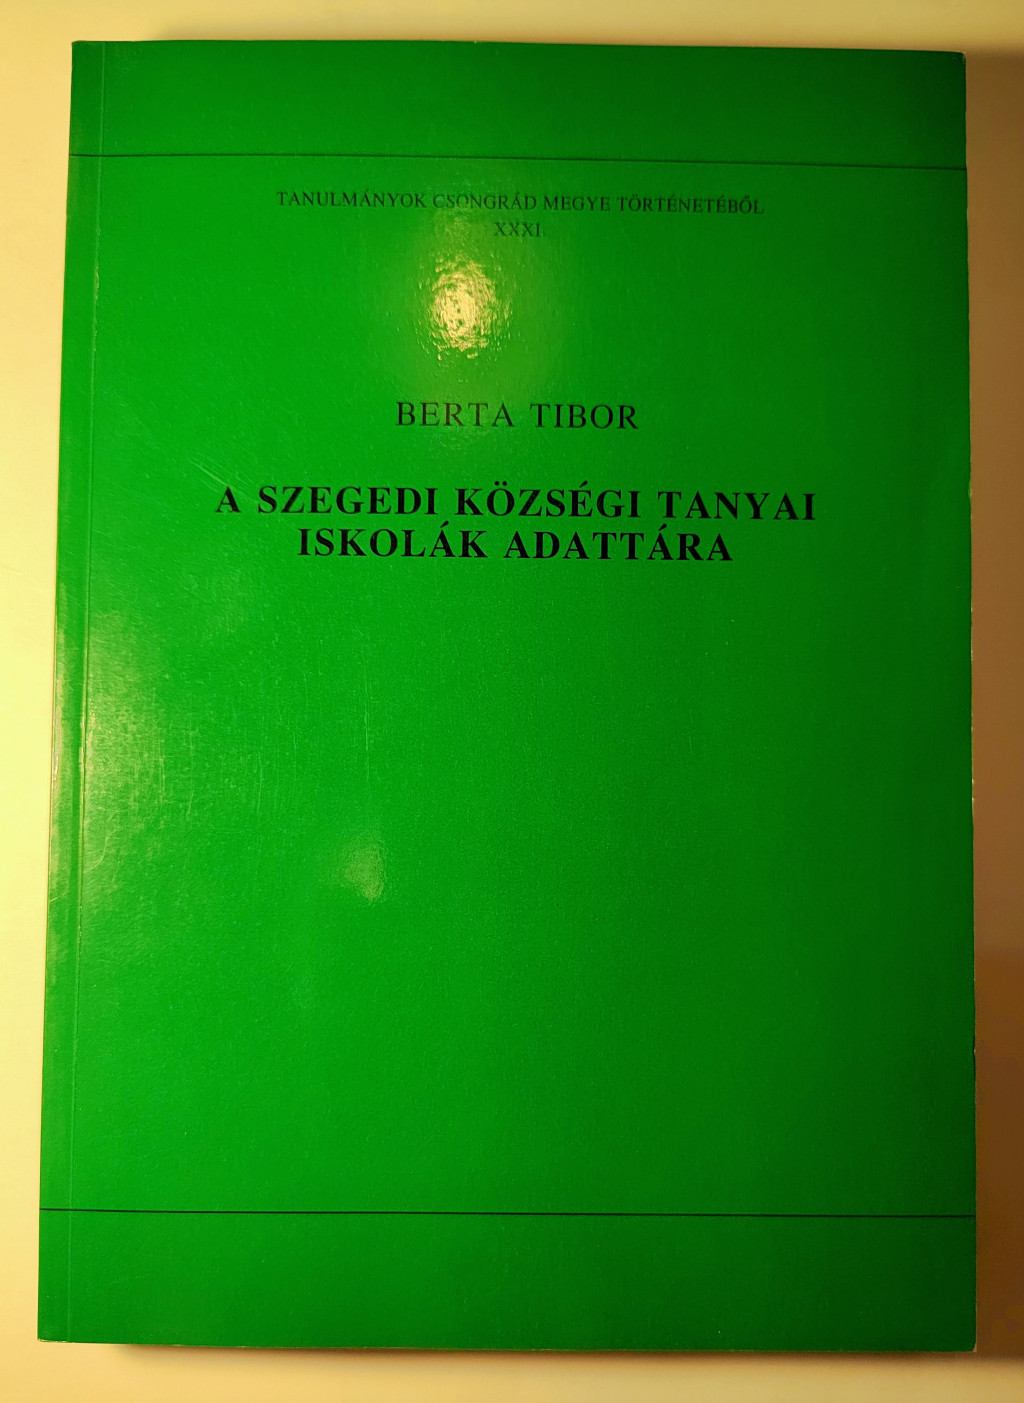 TANULMÁNYOK CSONGRÁD MEGYE TÖRTÉNETÉBŐL
XXXI.
BERTA TIBOR
A SZEGEDI KÖZSÉGI TANYAI
ISKOLÁK ADATTÁRA